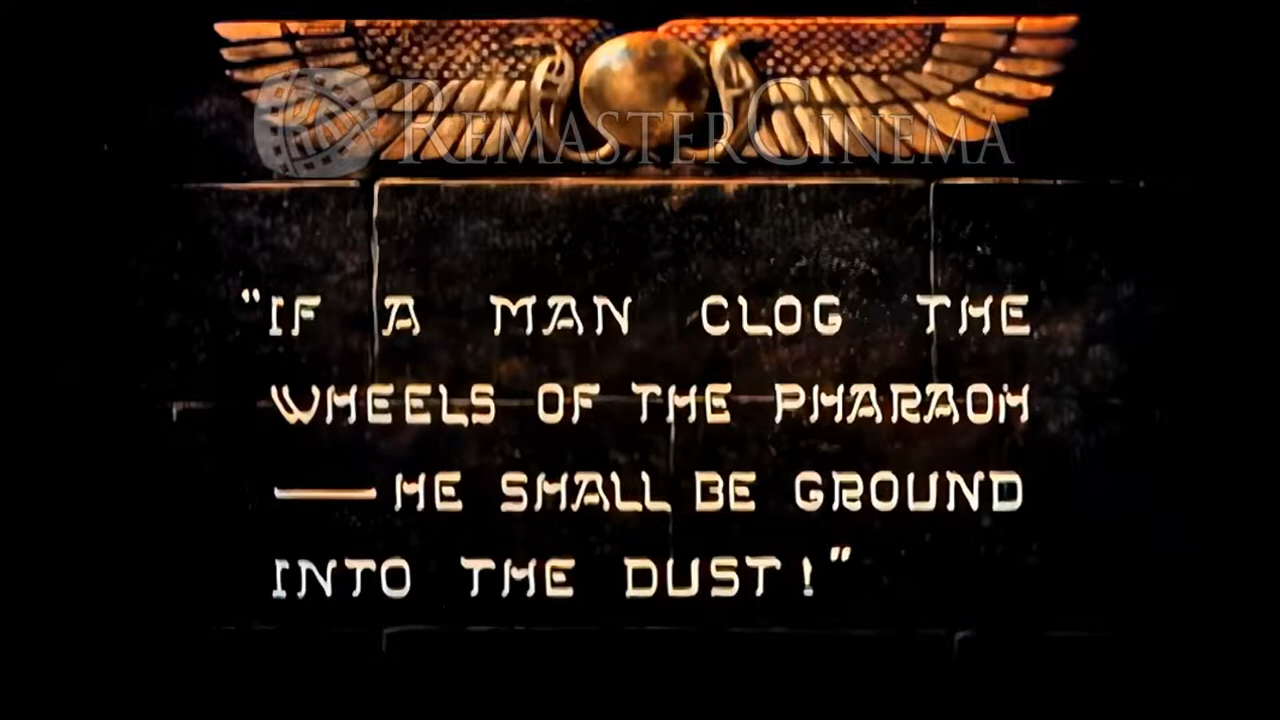 REMASTERCINEMA
"IF A MAN CLOG THE
WHEELS OF THE PHARAOH
—HE SHALL BE GROUND
INTO THE DUST!"